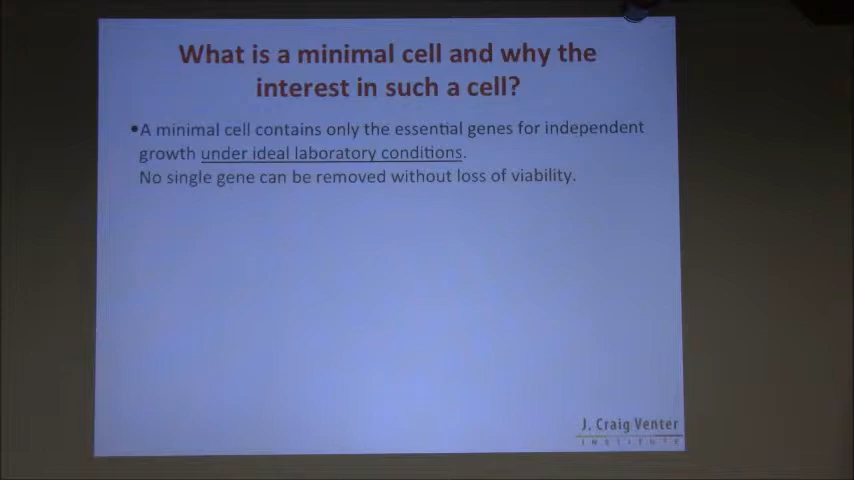 What is a minimal cell and why the
interest in such a cell?
•A minimal cell contains only the essential genes for independent
growth under ideal laboratory conditions.
No single gene can be removed without loss of viability.
J. Craig Venter
INSTITUTE